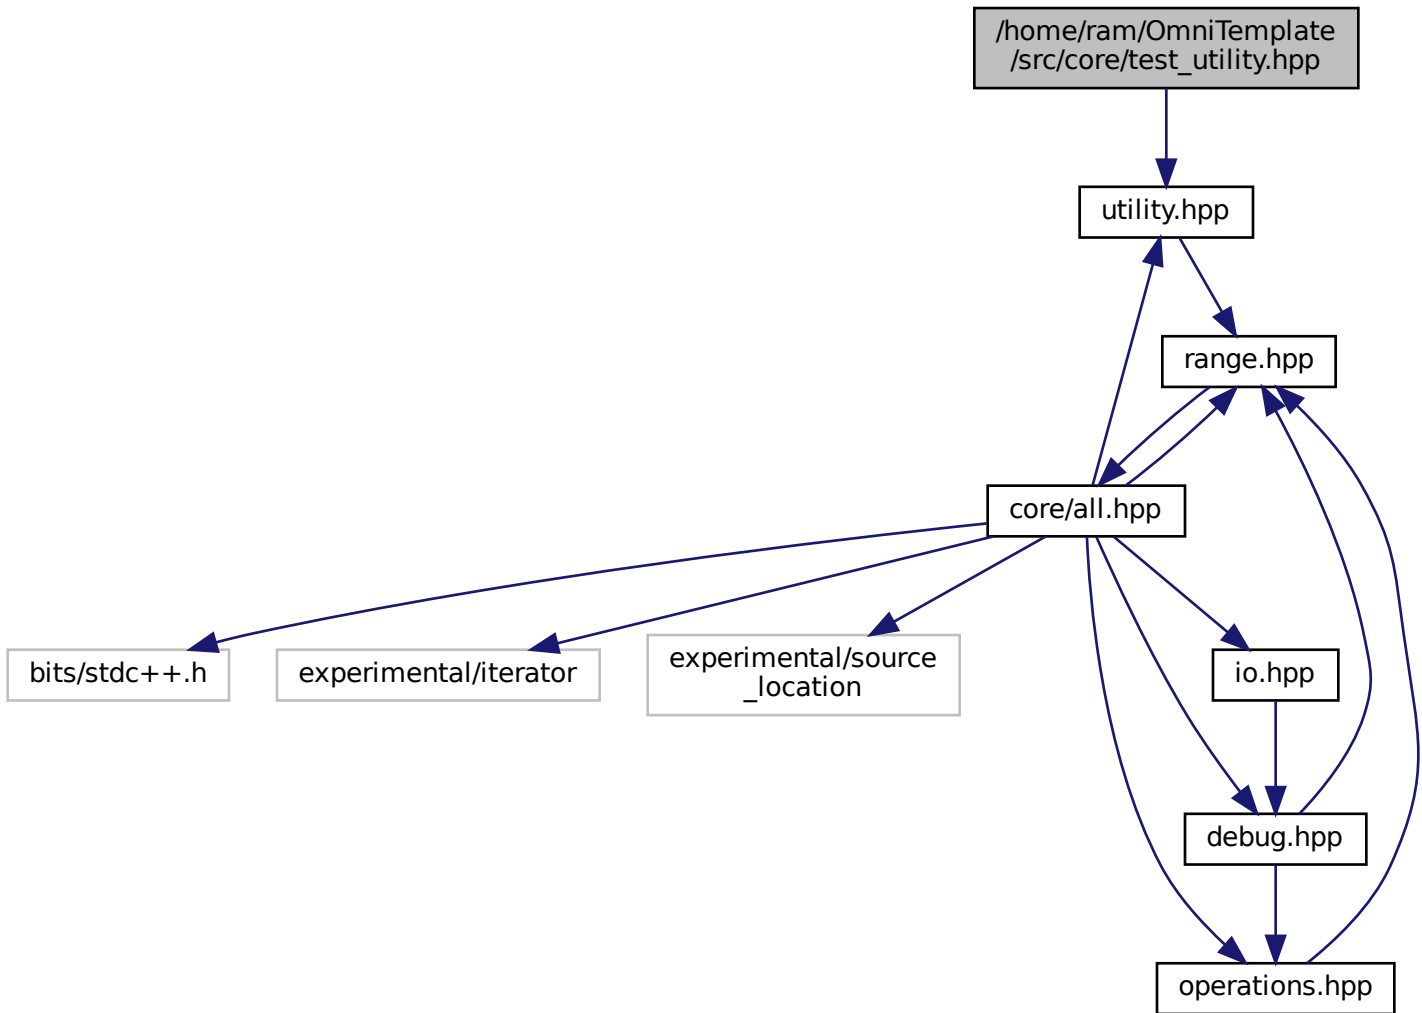 /home/ram/OmniTemplate
/src/core/test_utility.hpp
utility.hpp
range.hpp
core/all.hpp
bits/stdc++.h
experimental/iterator
experimental/source
_location
io.hpp
debug.hpp
operations.hpp